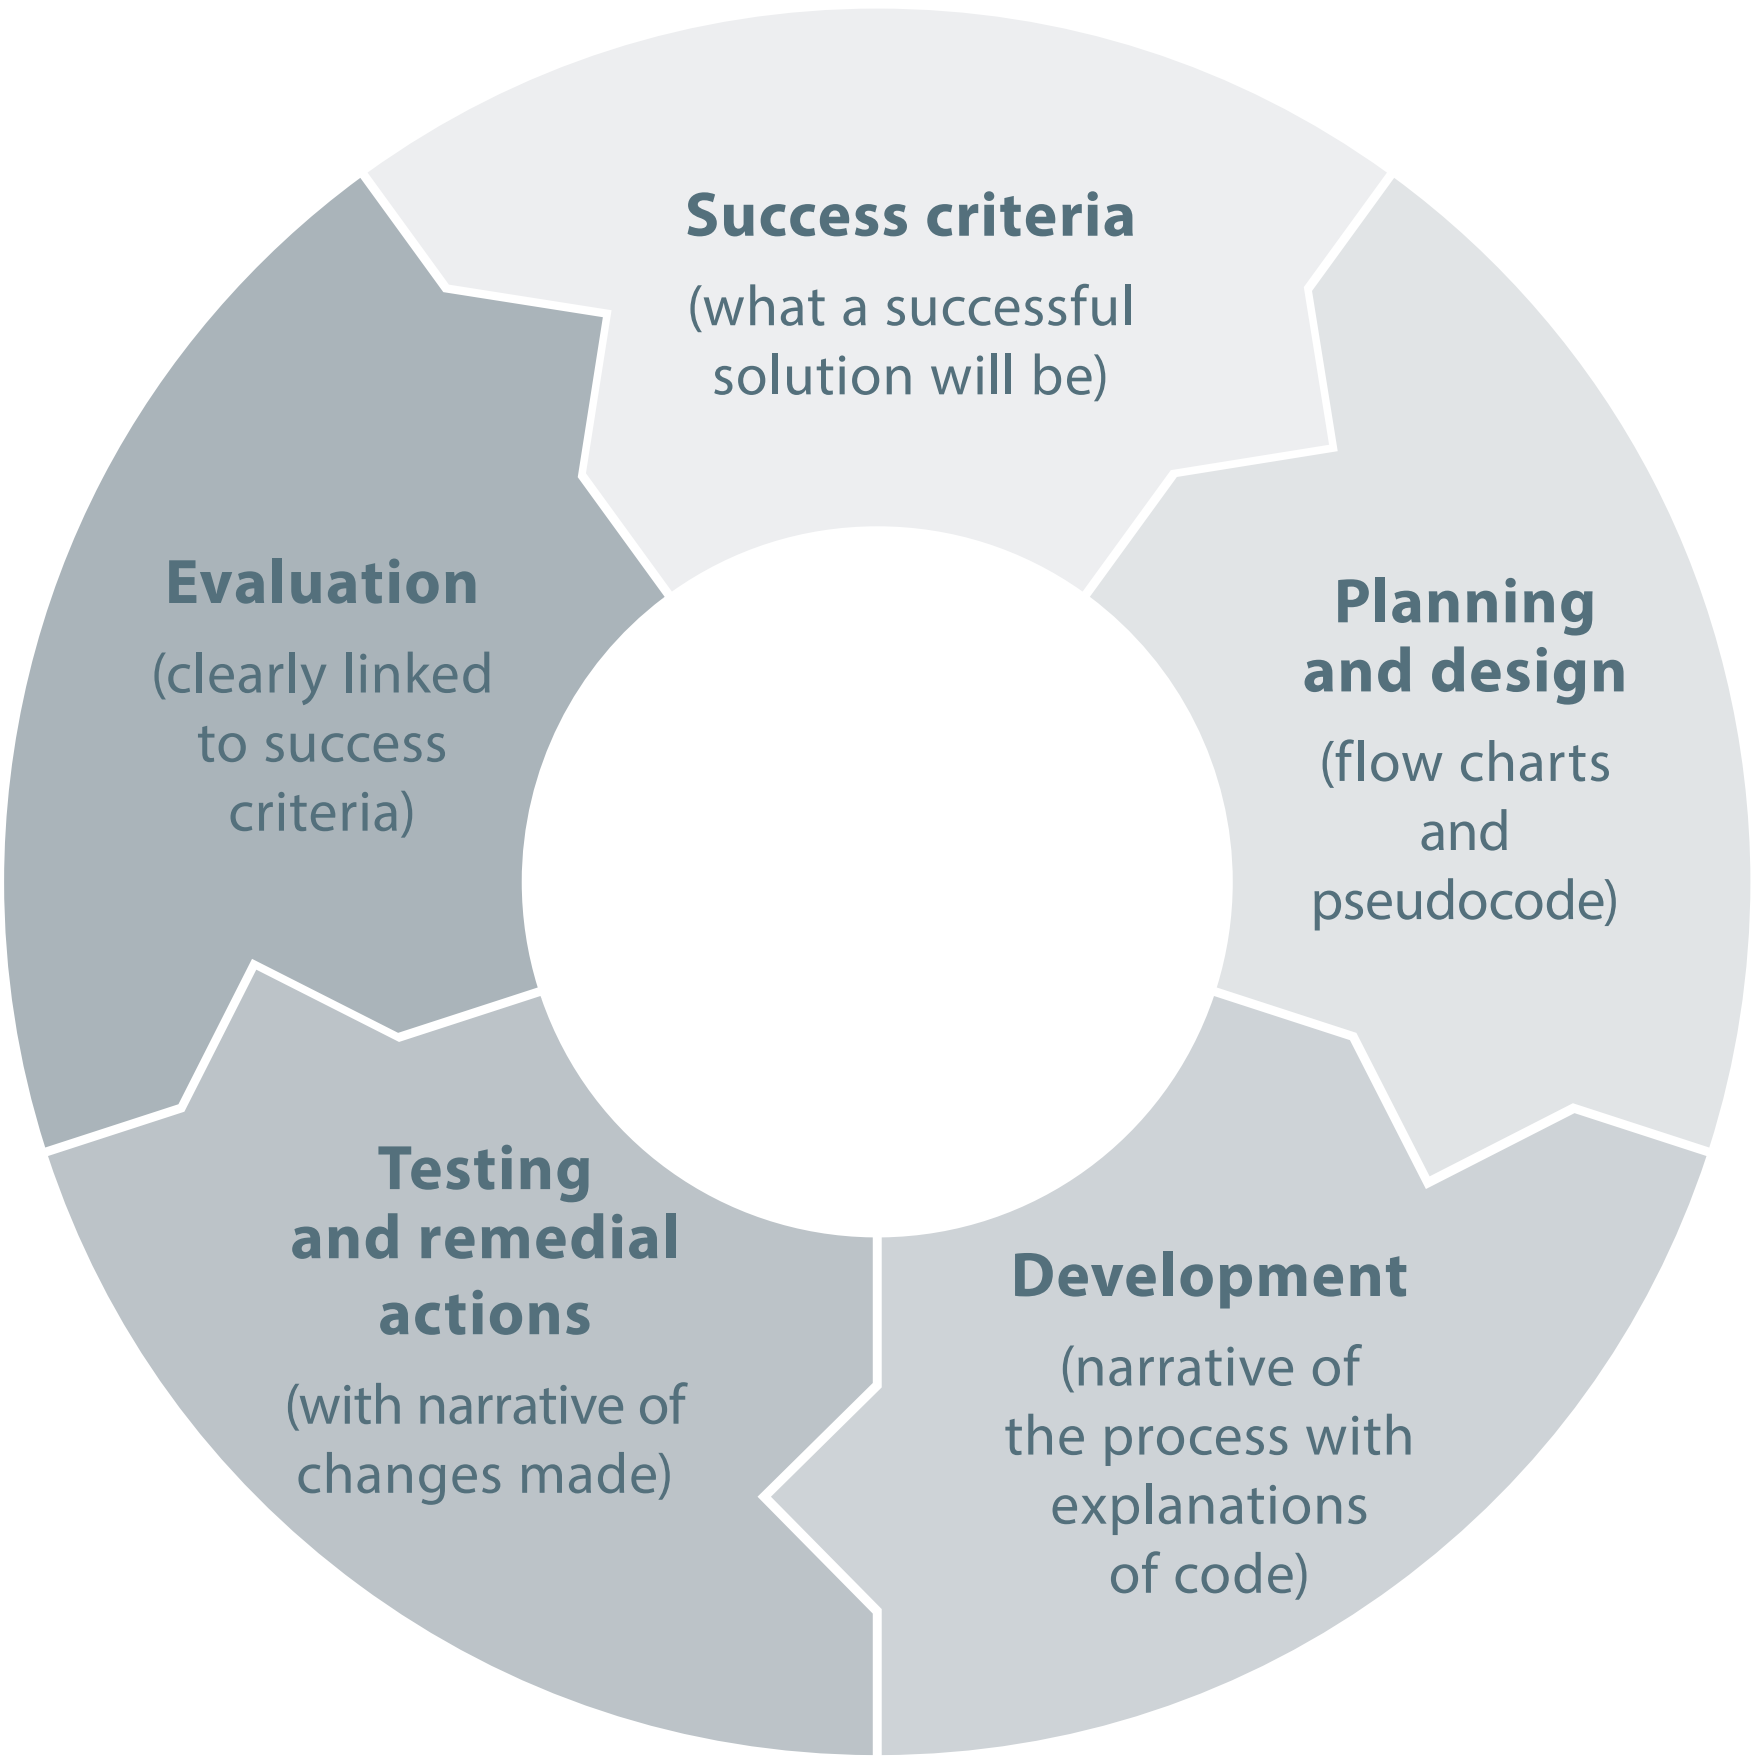 Success criteria
(what a successful
solution will be)
Planning
and design
(flow charts
and
pseudocode)
Development
(narrative of
the process with
explanations
of code)
Testing
and remedial
actions
(with narrative of
changes made)
Evaluation
(clearly linked
to success
criteria)